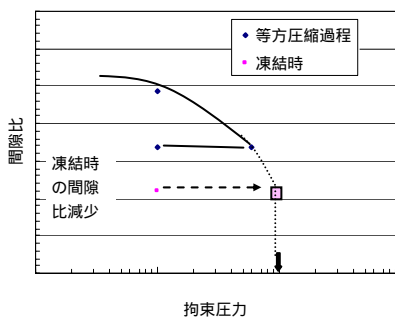 等方圧縮過程
凍結時
間隙比
凍結時
の間隙
比減少
拘束圧力